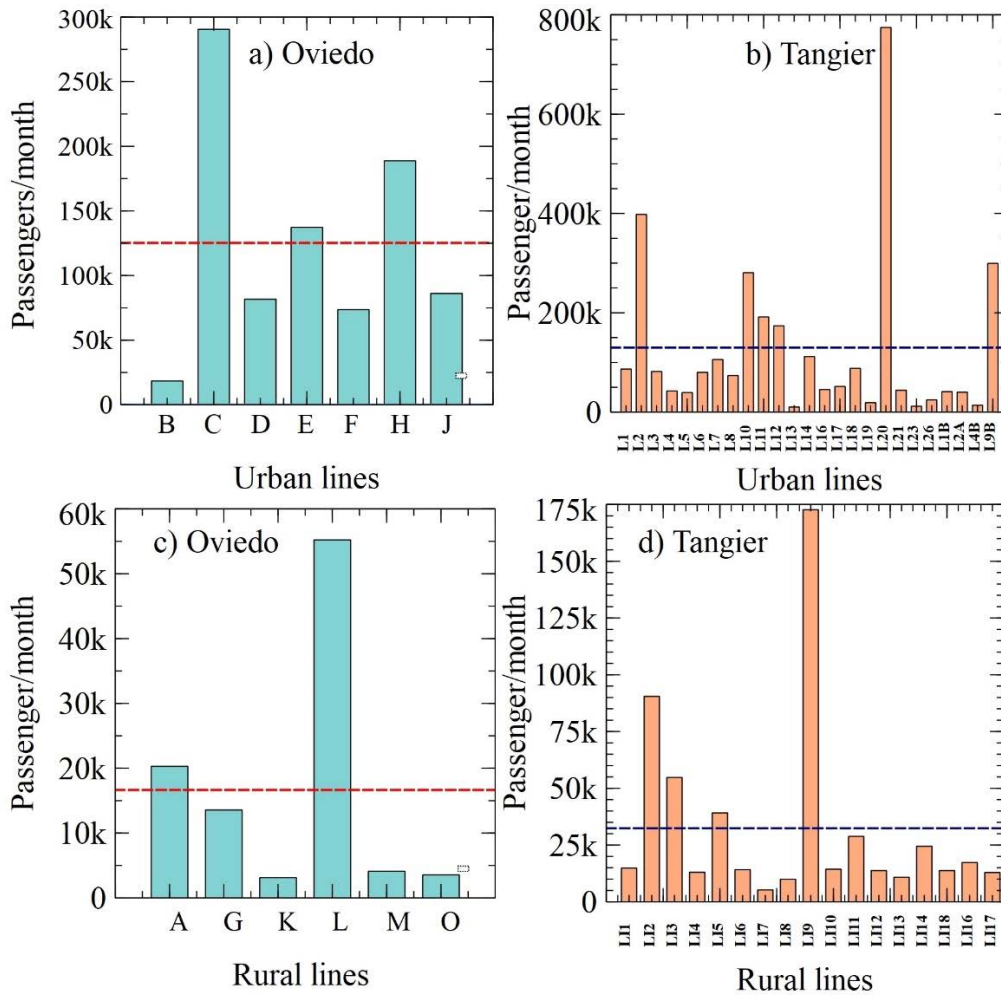 a) Oviedo
Passengers/month
300k
250k
200k
150k
100k
50k
0
B C D E F H J
Urban lines
b) Tangier
Passenger/month
800k
600k
400k
200k
0
L1 L2 L3 L4 L5 L6 L7 L8 L10 L11 L12 L13 L14 L16 L17 L18 L19 L20 L21 L23 L26 L1B L2A L4B L9B
Urban lines
c) Oviedo
Passenger/month
60k
50k
40k
30k
20k
10k
0
A G K L M O
Rural lines
d) Tangier
Passenger/month
175k
150k
125k
100k
75k
50k
25k
0
LI1 LI2 LI3 LI4 LI5 LI6 LI7 LI8 LI9 LI10 LI11 LI12 LI13 LI14 LI18 LI16 LI17
Rural lines